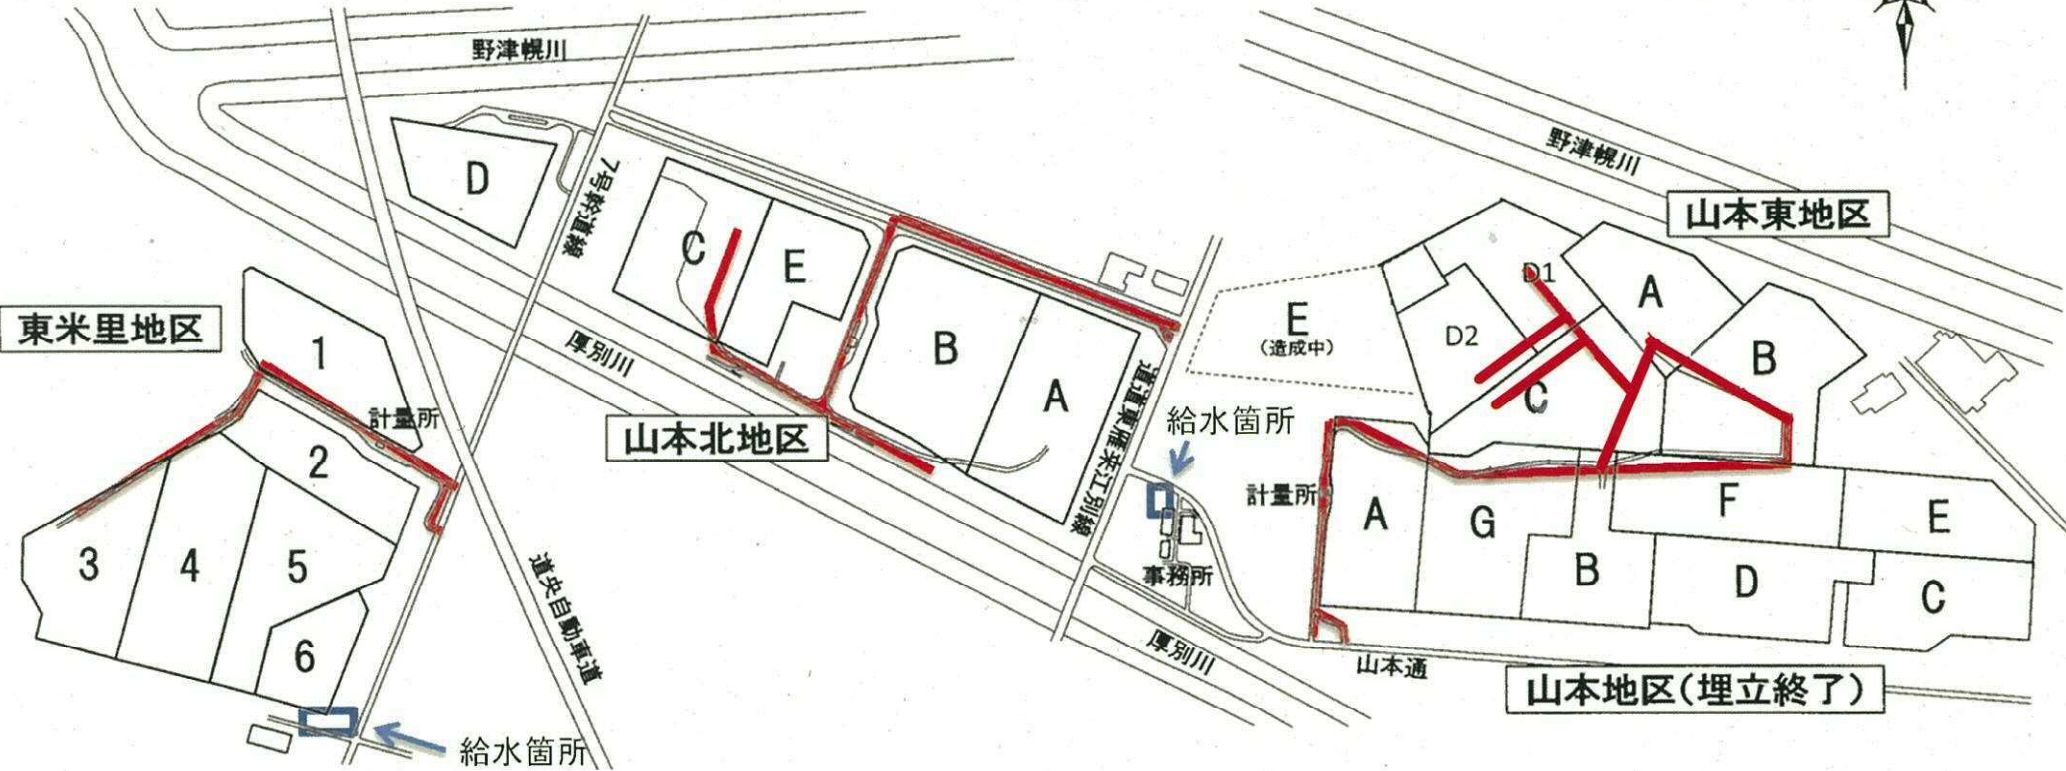 野津幌川
野津幌川
山本東地区
D
7号幹道線
C
E
B
A
山本北地区
厚別川
道道東雁来江別線
東米里地区
1
計量所
2
3
4
5
6
道央自動車道
給水箇所
給水箇所
事務所
厚別川
E
(造成中)
D1
D2
A
B
C
計量所
A
G
B
F
E
D
C
山本通
山本地区(埋立終了)